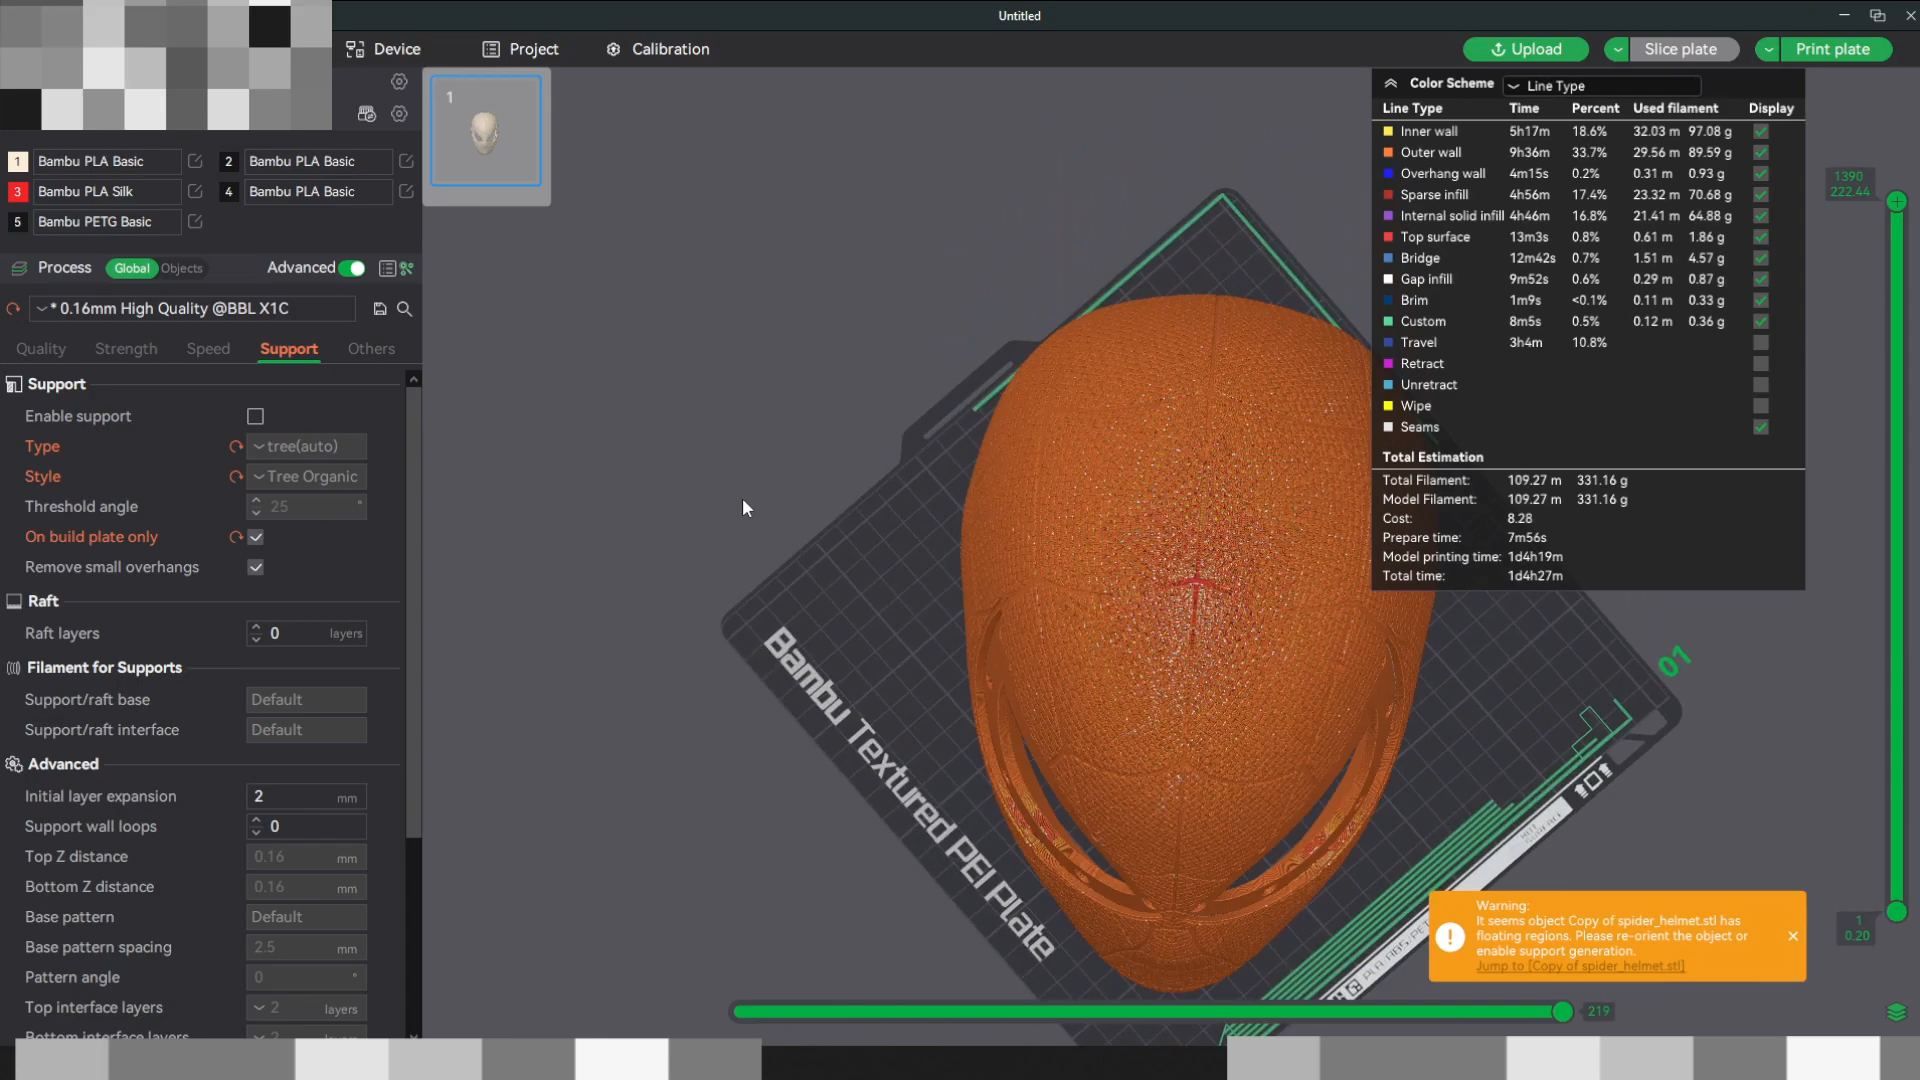 Untitled
Device Project Calibration Upload Slice plate Print plate
1
Color Scheme Line Type
Line Type Time Percent Used filament Display
Inner wall 5h17m 18.6% 32.03 m 97.08 g
Outer wall 9h36m 33.7% 29.56 m 89.59 g
Overhang wall 4m15s 0.2% 0.31 m 0.93 g
Sparse infill 4h56m 17.4% 23.32 m 70.68 g
Internal solid infill 4h46m 16.8% 21.41 m 64.88 g
Top surface 13m3s 0.8% 0.61 m 1.86 g
Bridge 12m42s 0.7% 1.51 m 4.57 g
Gap infill 9m52s 0.6% 0.29 m 0.87 g
Brim 1m9s <0.1% 0.11 m 0.33 g
Custom 8m5s 0.5% 0.12 m 0.36 g
Travel 3h4m 10.8%
Retract
Unretract
Wipe
Seams
Total Estimation
Total Filament: 109.27 m 331.16 g
Model Filament: 109.27 m 331.16 g
Cost: 8.28
Prepare time: 7m56s
Model printing time: 1d4h19m
Total time: 1d4h27m
1390
222.44
1 Bambu PLA Basic 2 Bambu PLA Basic
3 Bambu PLA Silk 4 Bambu PLA Basic
5 Bambu PETG Basic
Process Global Objects Advanced
* 0.16mm High Quality @BBL X1C
Quality Strength Speed Support Others
Support
Enable support
Type tree(auto)
Style Tree Organic
Threshold angle 25 °
On build plate only
Remove small overhangs
Raft
Raft layers 0 layers
Filament for Supports
Support/raft base Default
Support/raft interface Default
Advanced
Initial layer expansion 2 mm
Support wall loops 0
Top Z distance 0.16 mm
Bottom Z distance 0.16 mm
Base pattern Default
Base pattern spacing 2.5 mm
Pattern angle 0 °
Top interface layers 2 layers
Bottom interface layers 2 layers
Bambu Textured PEI Plate
01
Warning:
It seems object Copy of spider_helmet.stl has
floating regions. Please re-orient the object or
enable support generation.
Jump to [Copy of spider_helmet.stl]
1
0.20
219